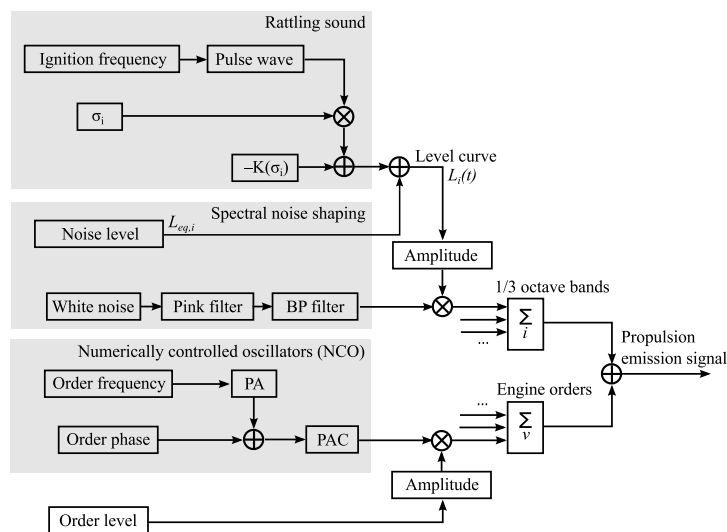 Rattling sound
Ignition frequency
Pulse wave
σi
–K(σi)
Level curve
Li(t)
Spectral noise shaping
Noise level
Leq,i
Amplitude
1/3 octave bands
White noise
Pink filter
BP filter
...
Σ
i
Propulsion
emission signal
Numerically controlled oscillators (NCO)
Order frequency
PA
Engine orders
...
Σ
v
Order phase
PAC
Amplitude
Order level